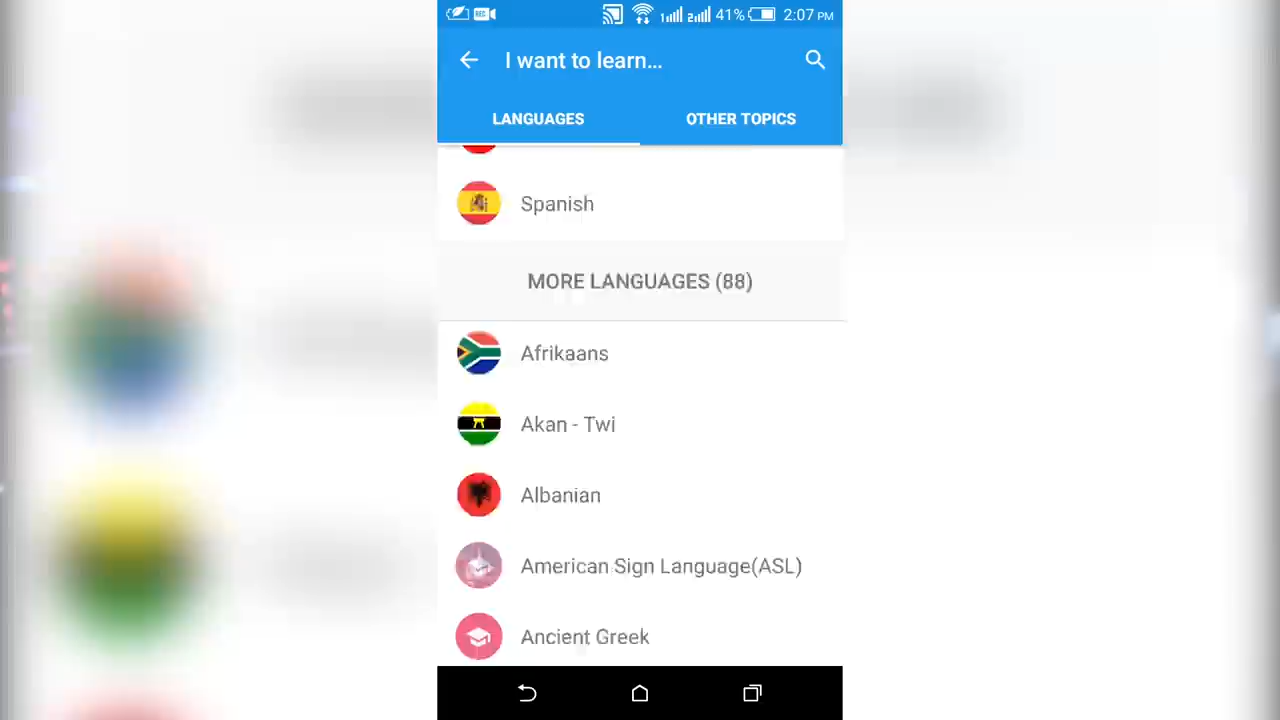 REC 41% 2:07 PM
I want to learn...
LANGUAGES OTHER TOPICS
Spanish
MORE LANGUAGES (88)
Afrikaans
Akan - Twi
Albanian
American Sign Language(ASL)
Ancient Greek